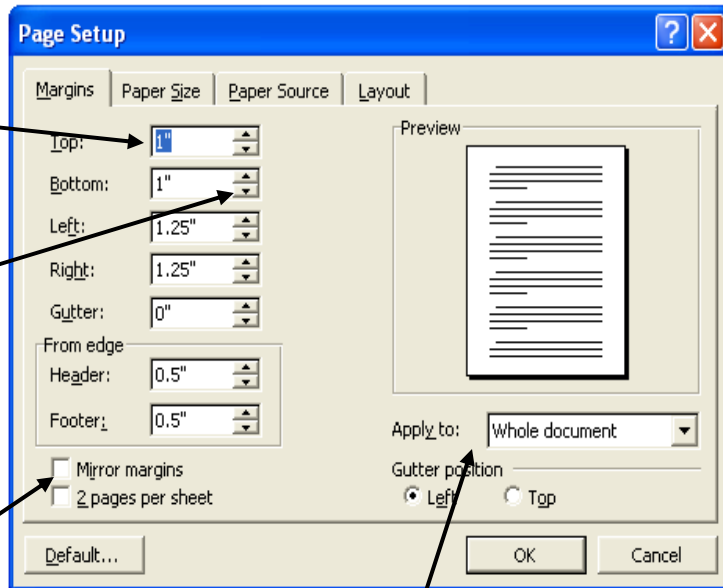 Page Setup
Margins
Paper Size
Paper Source
Layout
Top: 1"
Bottom: 1"
Left: 1.25"
Right: 1.25"
Gutter: 0"
From edge
Header: 0.5"
Footer: 0.5"
Mirror margins
2 pages per sheet
Preview
Apply to: Whole document
Gutter position
Left Top
Default... OK Cancel